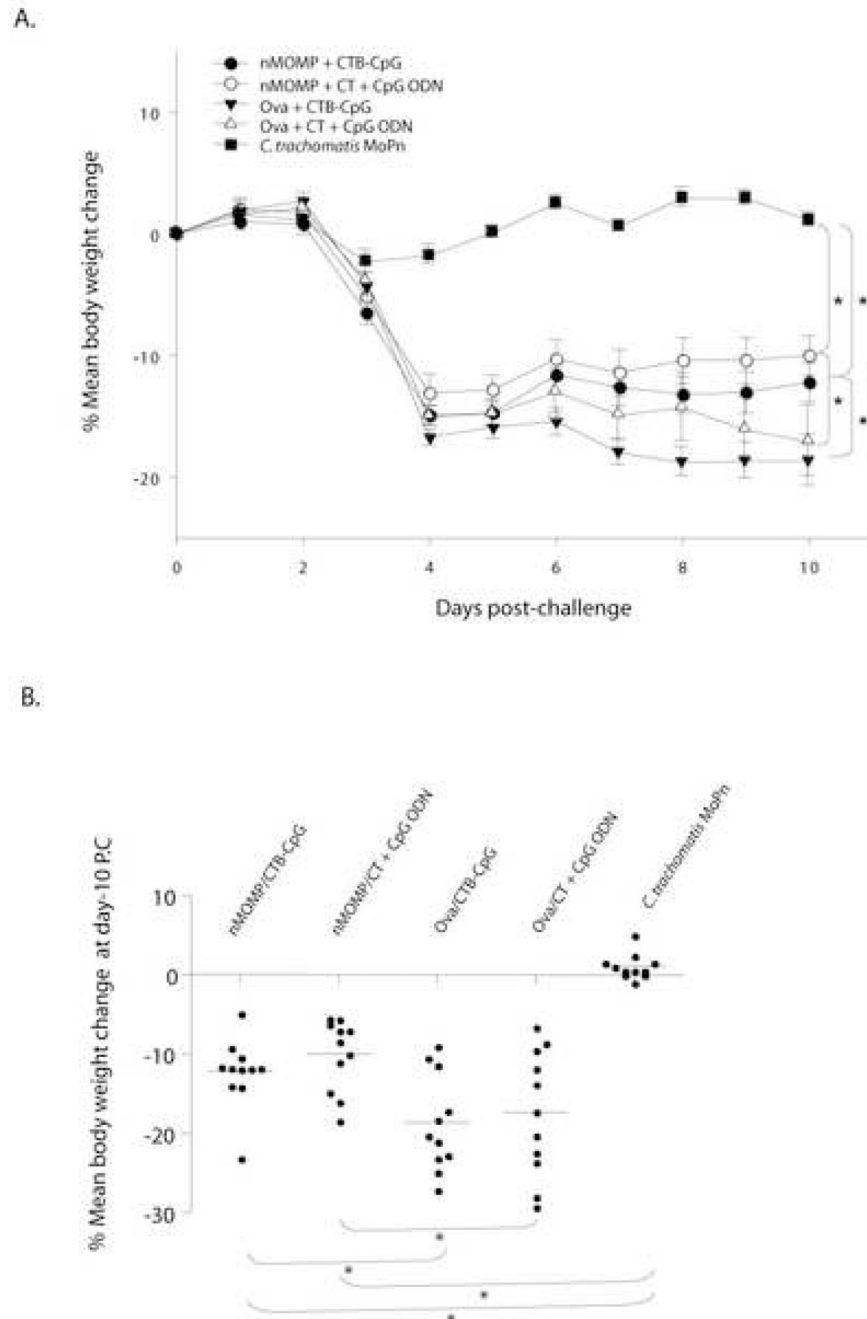 A.
nMOMP + CTB-CpG
nMOMP + CT + CpG ODN
Ova + CTB-CpG
Ova + CT + CpG ODN
C. trachomatis MoPn
% Mean body weight change
10
0
-10
-20
* *
* *
0 2 4 6 8 10
Days post-challenge
B.
nMOMP/CTB-CpG
nMOMP/CT + CpG ODN
Ova/CTB-CpG
Ova/CT + CpG ODN
C. trachomatis MoPn
% Mean body weight change at day-10 P.C
10
0
-10
-20
-30
*
*
*
*